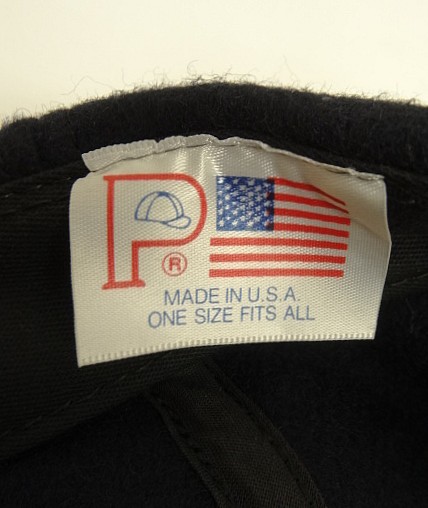 P®
MADE IN U.S.A.
ONE SIZE FITS ALL